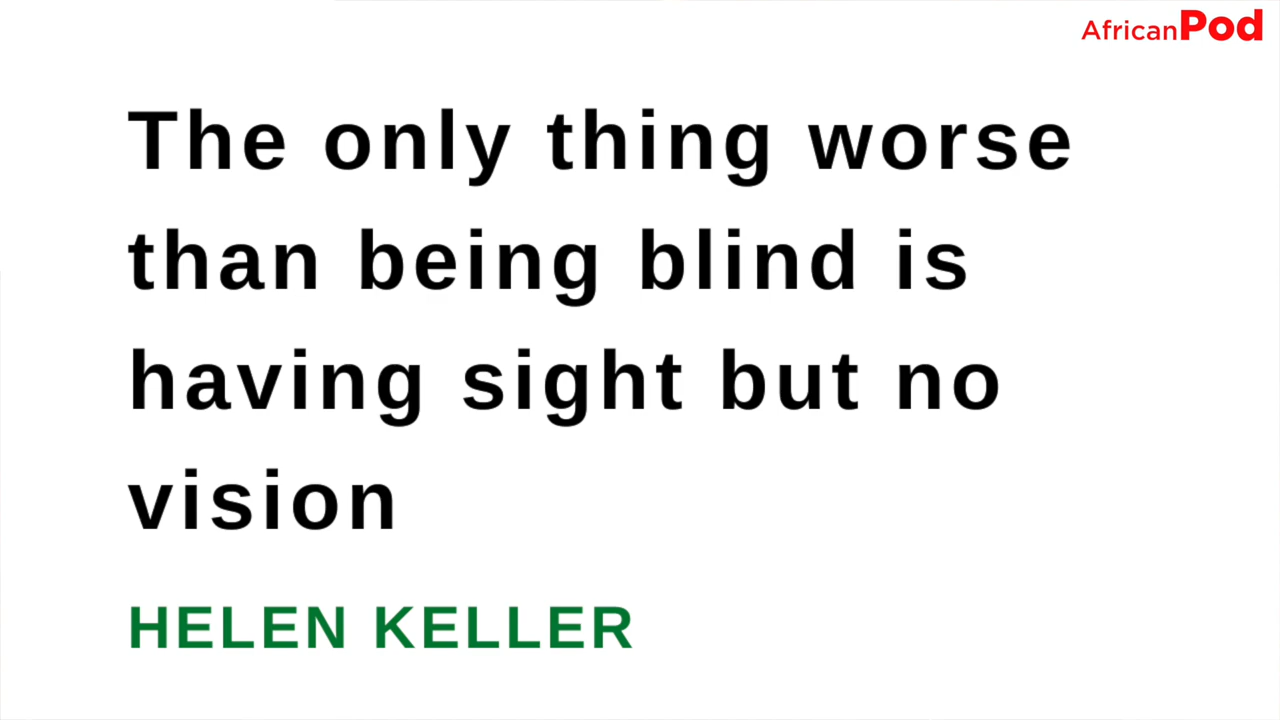 AfricanPod
The only thing worse
than being blind is
having sight but no
vision
HELEN KELLER